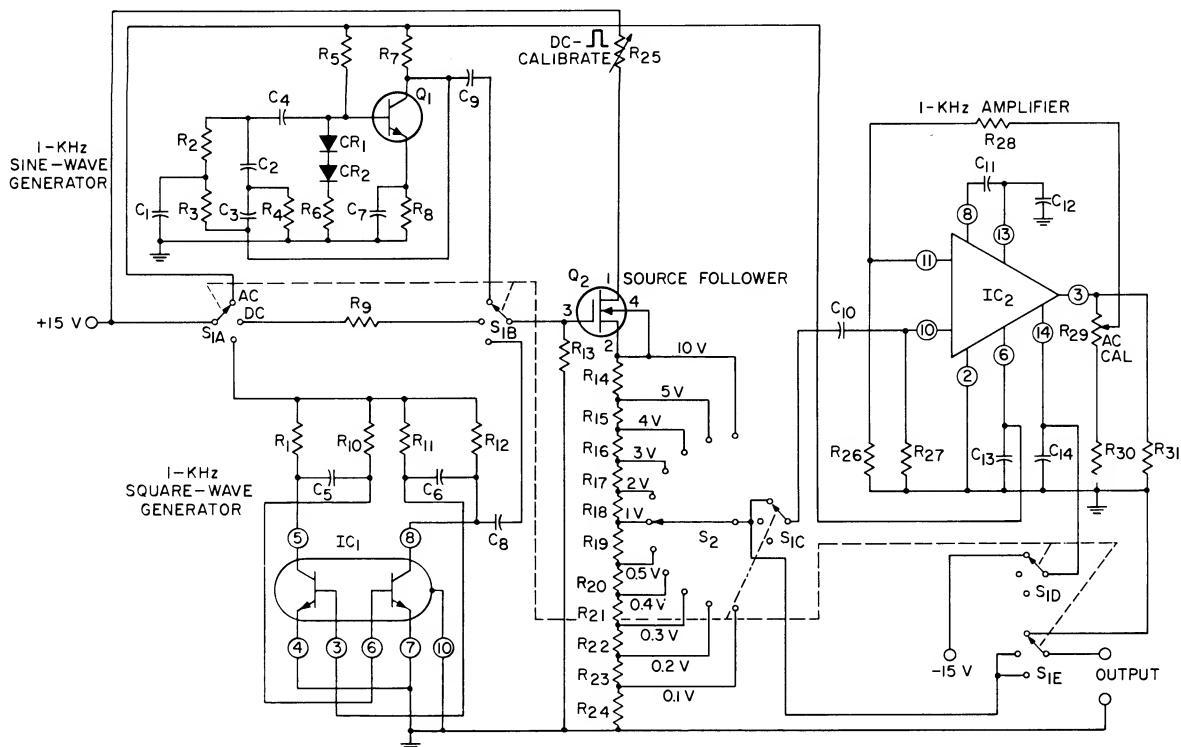 1-KHz
SINE-WAVE
GENERATOR
R5
R7
C9
Q1
C4
R2
C2
CR1
CR2
C1
R3
C3
R4
R6
C7
R8
DC-
CALIBRATE
R25
1-KHz AMPLIFIER
R28
C11
C12
8
13
11
10
IC2
3
14
6
2
R29
AC
CAL
C10
R26
R27
C13
C14
R30
R31
+15 V
S1A
AC
DC
R9
S1B
Q2
SOURCE FOLLOWER
1
4
3
2
R13
10 V
R14
5 V
R15
4 V
R16
3 V
R17
2 V
R18
1 V
R19
0.5 V
R20
0.4 V
R21
0.3 V
R22
0.2 V
R23
0.1 V
R24
S2
S1C
S1D
-15 V
S1E
OUTPUT
R1
R10
R11
R12
1-KHz
SQUARE-WAVE
GENERATOR
C5
C6
C8
5
IC1
8
4
3
6
7
10